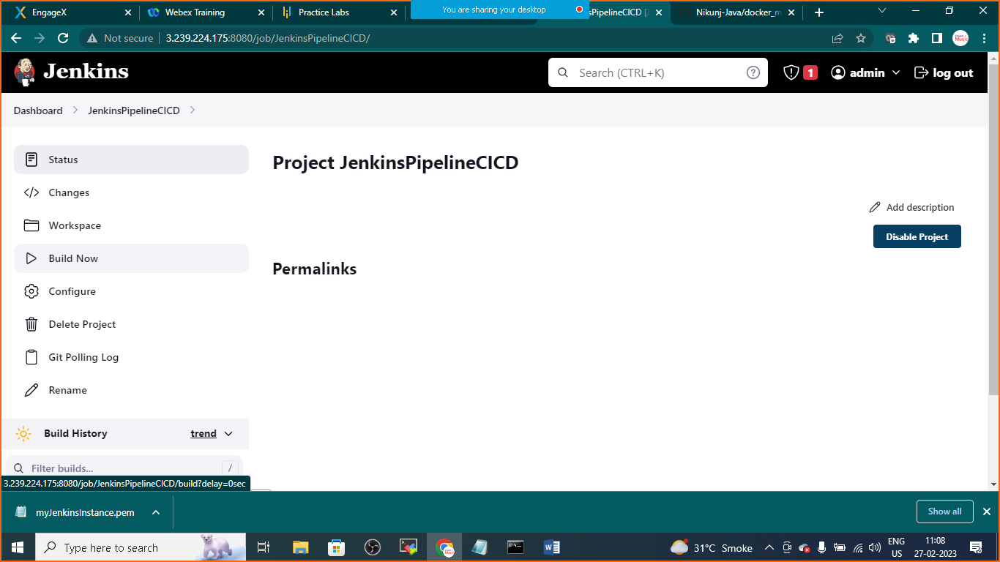 EngageX
Webex Training
Practice Labs
You are sharing your desktop
sPipelineCICD [J
Nikunj-Java/docker_m
Not secure
3.239.224.175:8080/job/JenkinsPipelineCICD/
Jenkins
Search (CTRL+K)
1
admin
log out
Dashboard
JenkinsPipelineCICD
Status
Changes
Workspace
Build Now
Configure
Delete Project
Git Polling Log
Rename
Project JenkinsPipelineCICD
Add description
Disable Project
Permalinks
Build History
trend
Filter builds...
/
3.239.224.175:8080/job/JenkinsPipelineCICD/build?delay=0sec
myJenkinsInstance.pem
Show all
Type here to search
31°C Smoke
ENG
US
11:08
27-02-2023